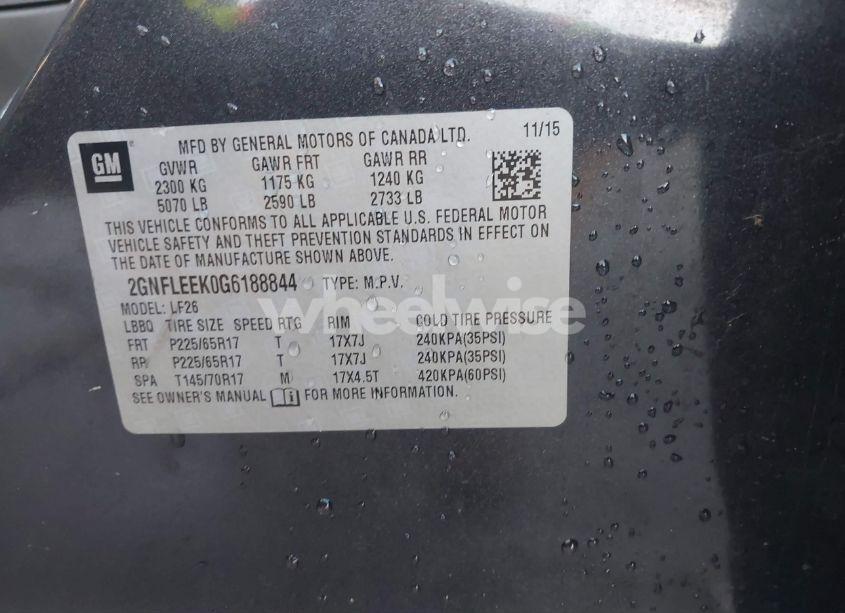 GM
MFD BY GENERAL MOTORS OF CANADA LTD. 11/15
GVWR GAWR FRT GAWR RR
2300 KG 1175 KG 1240 KG
5070 LB 2590 LB 2733 LB
THIS VEHICLE CONFORMS TO ALL APPLICABLE U.S. FEDERAL MOTOR
VEHICLE SAFETY AND THEFT PREVENTION STANDARDS IN EFFECT ON
THE DATE OF MANUFACTURE SHOWN ABOVE.
2GNFLEEK0G6188844 TYPE: M.P.V.
MODEL: LF26
wheelwise
LBBQ TIRE SIZE SPEED RTG RIM COLD TIRE PRESSURE
FRT P225/65R17 T 17X7J 240KPA(35PSI)
RR P225/65R17 T 17X7J 240KPA(35PSI)
SPA T145/70R17 M 17X4.5T 420KPA(60PSI)
SEE OWNER'S MANUAL FOR MORE INFORMATION.